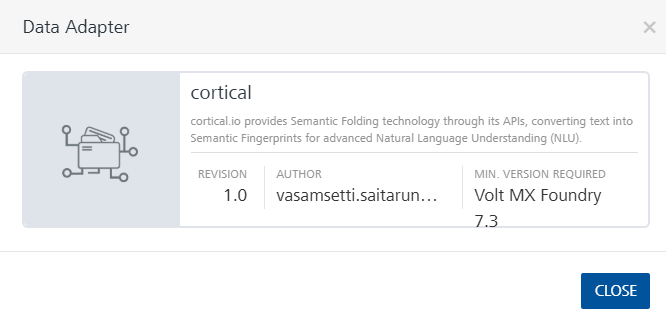 Data Adapter
×
cortical
cortical.io provides Semantic Folding technology through its APIs, converting text into
Semantic Fingerprints for advanced Natural Language Understanding (NLU).
REVISION
1.0
AUTHOR
vasamsetti.saitarun...
MIN. VERSION REQUIRED
Volt MX Foundry
7.3
CLOSE